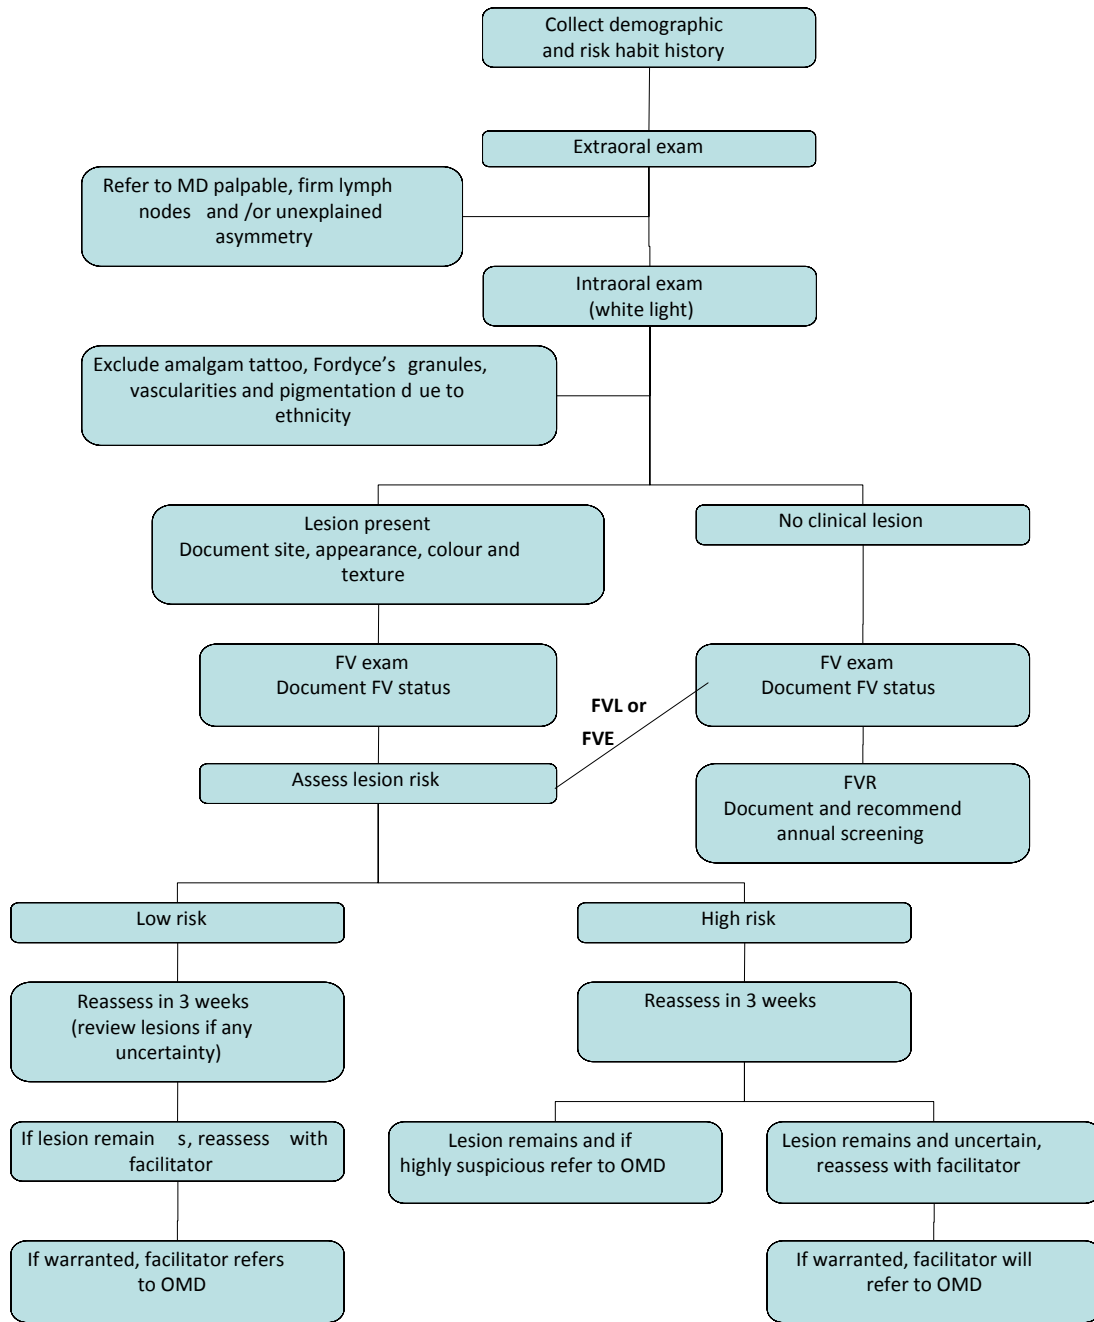 Collect demographic
and risk habit history
Extraoral exam
Refer to MD palpable, firm lymph
nodes and /or unexplained
asymmetry
Intraoral exam
(white light)
Exclude amalgam tattoo, Fordyce's granules,
vascularities and pigmentation d ue to
ethnicity
Lesion present
Document site, appearance, colour and
texture
No clinical lesion
FV exam
Document FV status
FV exam
Document FV status
FVL or
FVE
Assess lesion risk
FVR
Document and recommend
annual screening
Low risk
High risk
Reassess in 3 weeks
(review lesions if any
uncertainty)
Reassess in 3 weeks
If lesion remain s, reassess with
facilitator
Lesion remains and if
highly suspicious refer to OMD
Lesion remains and uncertain,
reassess with facilitator
If warranted, facilitator refers
to OMD
If warranted, facilitator will
refer to OMD